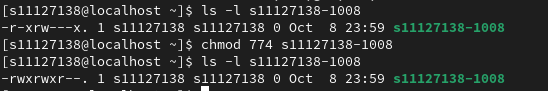 [s11127138@localhost ~]$ ls -l s11127138-1008
-r-xrw---x. 1 s11127138 s11127138 0 Oct  8 23:59 s11127138-1008
[s11127138@localhost ~]$ chmod 774 s11127138-1008
[s11127138@localhost ~]$ ls -l s11127138-1008
-rwxrwxr--. 1 s11127138 s11127138 0 Oct  8 23:59 s11127138-1008